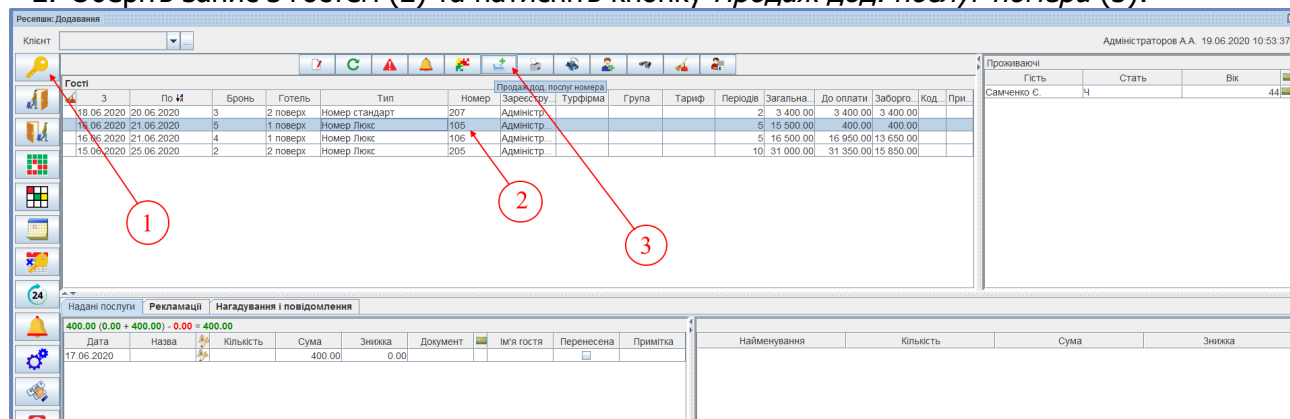 2. Оберіть запис з гостем (2) та натисніть кнопку Продаж дод. послуг номера (3).
Ресепшн: Додавання
Клієнт ... Адміністраторов А.А. 19.06.2020 10:53:37
Проживаючі
Гість Стать Вік
Самченко Є. Ч 44
Гості
Продаж дод. послуг номера
З По Бронь Готель Тип Номер Зареєстру... Турфірма Група Тариф Періодів Загальна... До оплати Заборго... Код... При...
18.06.2020 20.06.2020 3 2 поверх Номер стандарт 207 Адміністр... 2 3 400.00 3 400.00 3 400.00
16.06.2020 21.06.2020 5 1 поверх Номер Люкс 105 Адміністр... 5 15 500.00 400.00 400.00
16.06.2020 21.06.2020 4 1 поверх Номер Люкс 106 Адміністр... 5 16 500.00 16 950.00 13 650.00
15.06.2020 25.06.2020 2 2 поверх Номер Люкс 205 Адміністр... 10 31 000.00 31 350.00 15 850.00
1
2
3
24
Надані послуги Рекламації Нагадування і повідомлення
400.00 (0.00 + 400.00) - 0.00 = 400.00
Дата Назва Кількість Сума Знижка Документ Ім'я гостя Перенесена Примітка
17.06.2020 400.00 0.00
Найменування Кількість Сума Знижка